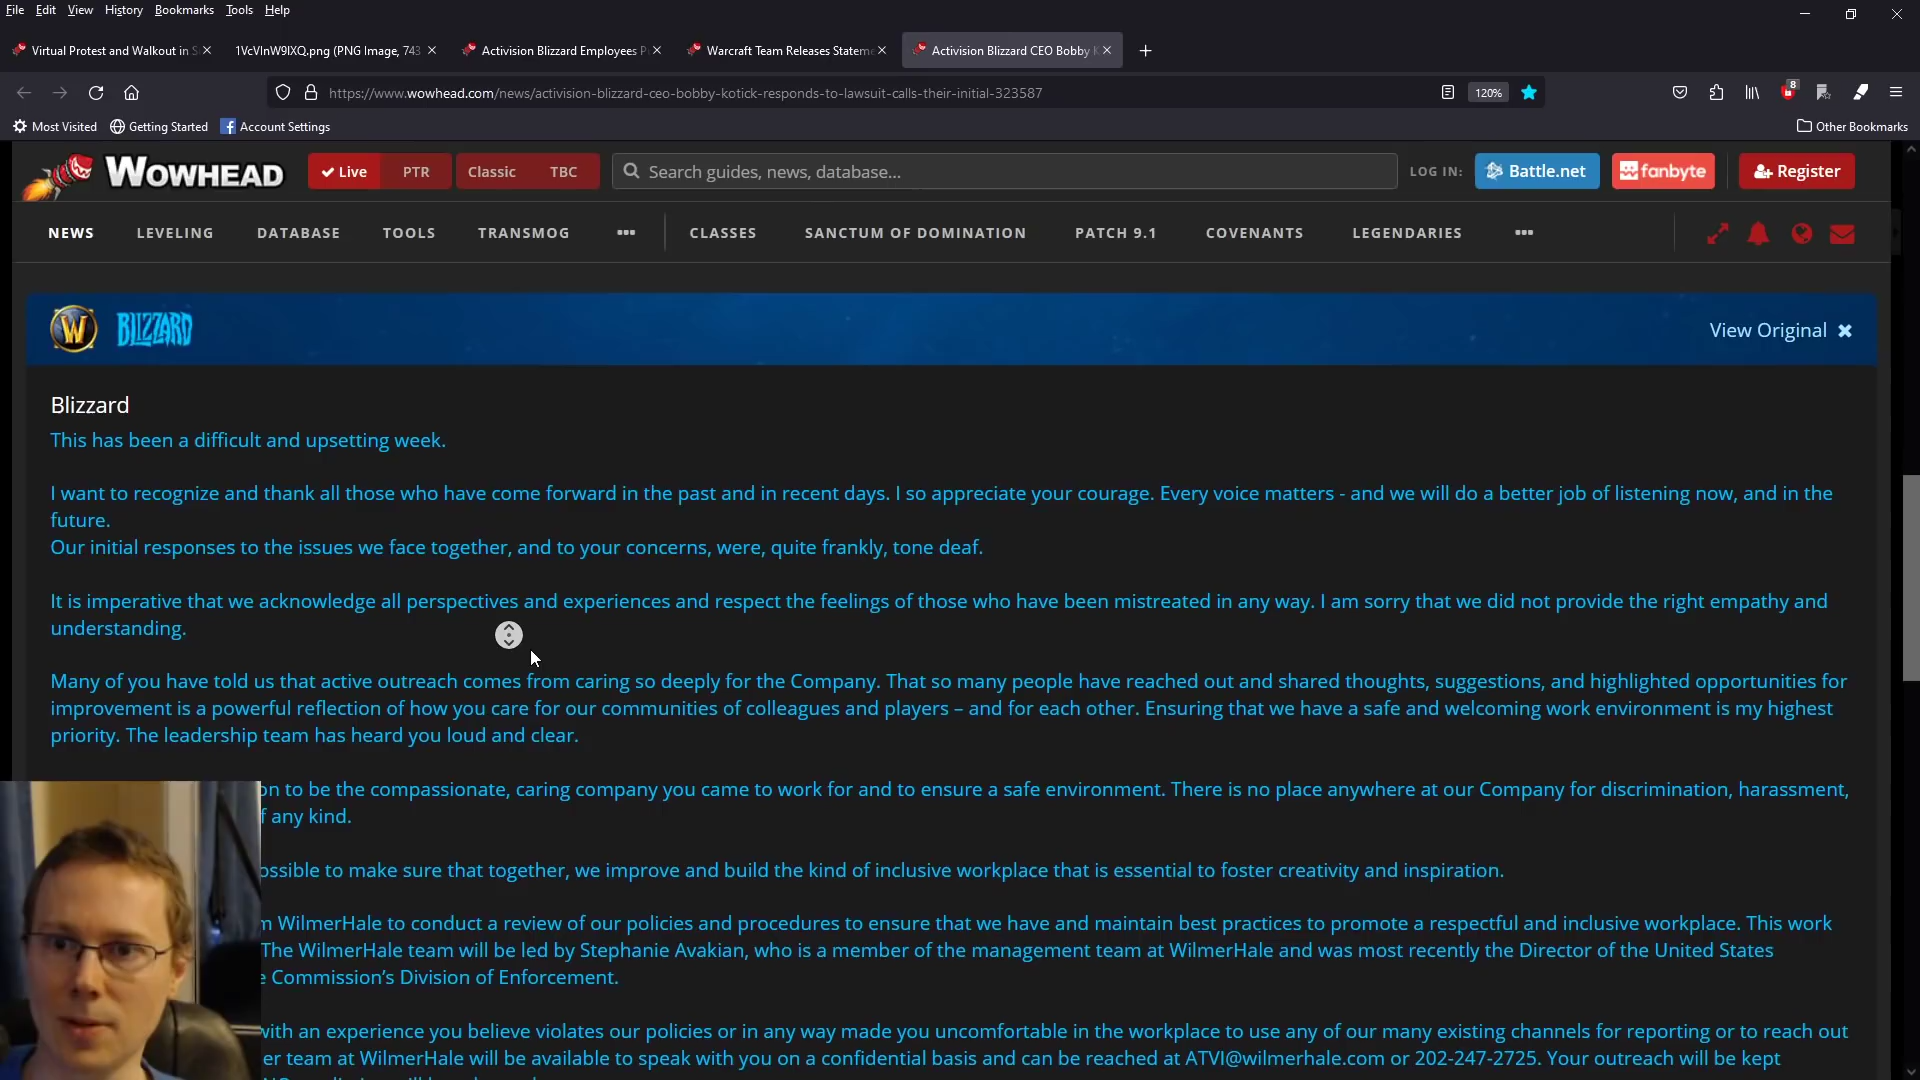 File Edit View History Bookmarks Tools Help
Virtual Protest and Walkout in
1VcVInW9IXQ.png (PNG Image, 743
Activision Blizzard Employees
Warcraft Team Releases Stateme
Activision Blizzard CEO Bobby
https://www.wowhead.com/news/activision-blizzard-ceo-bobby-kotick-responds-to-lawsuit-calls-their-initial-323587
120%
8
Most Visited Getting Started Account Settings Other Bookmarks
WOWHEAD Live PTR Classic TBC Search guides, news, database... LOG IN: Battle.net fanbyte Register
NEWS LEVELING DATABASE TOOLS TRANSMOG ••• CLASSES SANCTUM OF DOMINATION PATCH 9.1 COVENANTS LEGENDARIES •••
W BLIZZARD View Original
Blizzard
This has been a difficult and upsetting week.
I want to recognize and thank all those who have come forward in the past and in recent days. I so appreciate your courage. Every voice matters - and we will do a better job of listening now, and in the
future.
Our initial responses to the issues we face together, and to your concerns, were, quite frankly, tone deaf.
It is imperative that we acknowledge all perspectives and experiences and respect the feelings of those who have been mistreated in any way. I am sorry that we did not provide the right empathy and
understanding.
Many of you have told us that active outreach comes from caring so deeply for the Company. That so many people have reached out and shared thoughts, suggestions, and highlighted opportunities for
improvement is a powerful reflection of how you care for our communities of colleagues and players – and for each other. Ensuring that we have a safe and welcoming work environment is my highest
priority. The leadership team has heard you loud and clear.
on to be the compassionate, caring company you came to work for and to ensure a safe environment. There is no place anywhere at our Company for discrimination, harassment,
f any kind.
ossible to make sure that together, we improve and build the kind of inclusive workplace that is essential to foster creativity and inspiration.
m WilmerHale to conduct a review of our policies and procedures to ensure that we have and maintain best practices to promote a respectful and inclusive workplace. This work
The WilmerHale team will be led by Stephanie Avakian, who is a member of the management team at WilmerHale and was most recently the Director of the United States
e Commission's Division of Enforcement.
with an experience you believe violates our policies or in any way made you uncomfortable in the workplace to use any of our many existing channels for reporting or to reach out
er team at WilmerHale will be available to speak with you on a confidential basis and can be reached at ATVI@wilmerhale.com or 202-247-2725. Your outreach will be kept